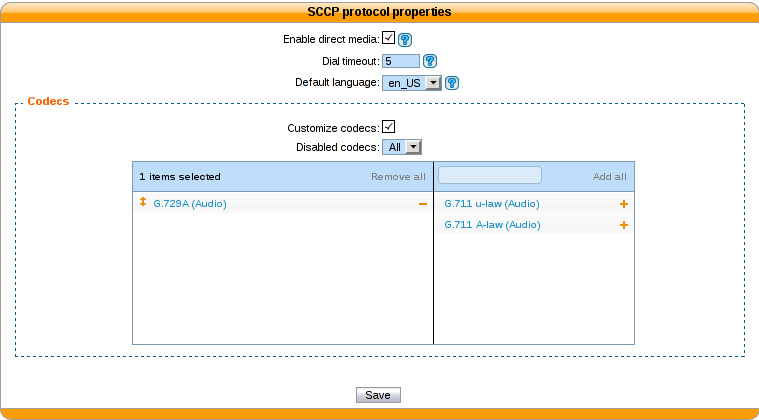 SCCP protocol properties
Enable direct media: ?
Dial timeout: 5 ?
Default language: en_US ?
Codecs
Customize codecs:
Disabled codecs: All
1 items selected Remove all Add all
G.729A (Audio) G.711 u-law (Audio)
G.711 A-law (Audio)
Save